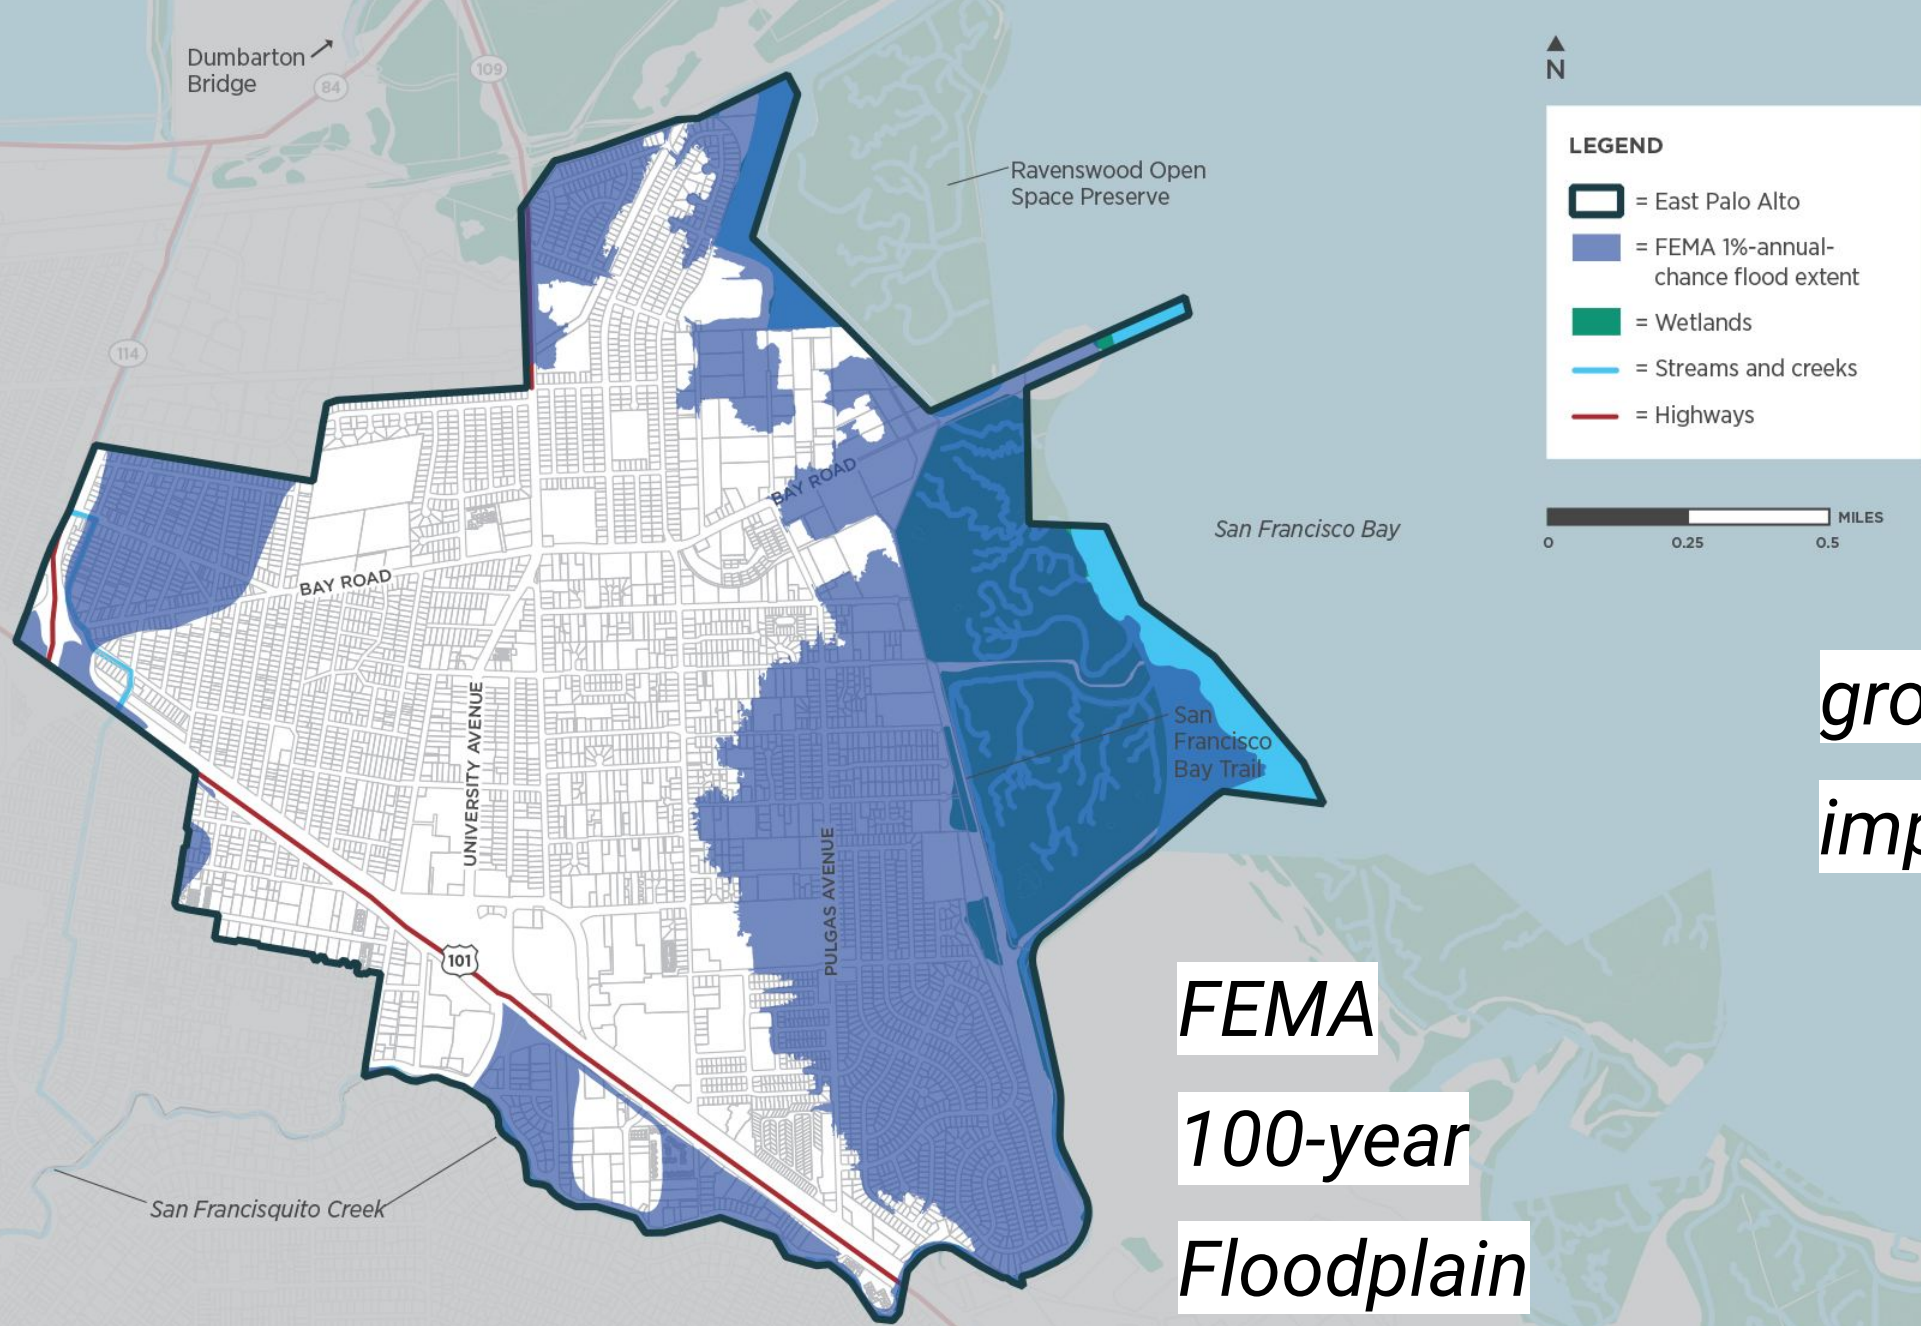 Dumbarton
Bridge
84
109
N
LEGEND
= East Palo Alto
= FEMA 1%-annual-
chance flood extent
= Wetlands
= Streams and creeks
= Highways
MILES
0 0.25 0.5
Ravenswood Open
Space Preserve
114
BAY ROAD
San Francisco Bay
BAY ROAD
UNIVERSITY AVENUE
San
Francisco
Bay Trail
PULGAS AVENUE
101
San Francisquito Creek
FEMA
100-year
Floodplain
gro
imp